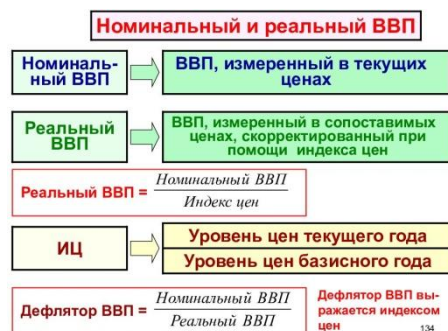 Номинальный и реальный ВВП
Номиналь-
ный ВВП
ВВП, измеренный в текущих
ценах
Реальный
ВВП
ВВП, измеренный в сопоставимых
ценах, скорректированный при
помощи индекса цен
Реальный ВВП = Номинальный ВВП
Индекс цен
ИЦ
Уровень цен текущего года
Уровень цен базисного года
Дефлятор ВВП = Номинальный ВВП
Реальный ВВП
Дефлятор ВВП вы-
ражается индексом
цен
134